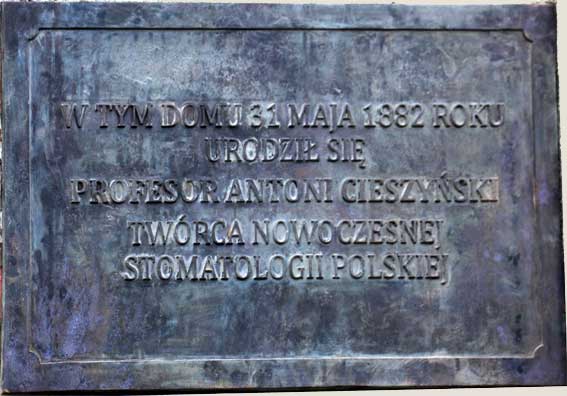 W TYM DOMU 31 MAJA 1882 ROKU
URODZIŁ SIĘ
PROFESOR ANTONI CIESZYŃSKI
TWÓRCA NOWOCZESNEJ
STOMATOLOGII POLSKIEJ